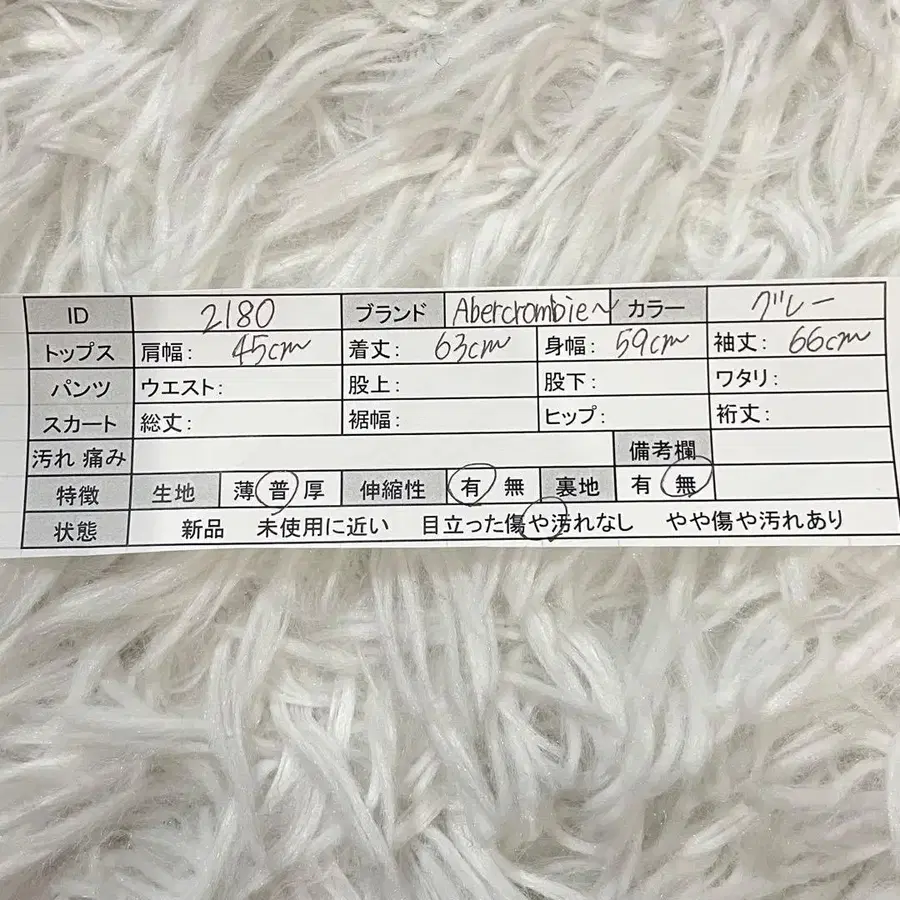 ID 2180 ブランド Abercrombie〜 カラー グレー
トップス 肩幅: 45cm 着丈: 63cm 身幅: 59cm 袖丈: 66cm
パンツ ウエスト: 股上: 股下: ワタリ:
スカート 総丈: 裾幅: ヒップ: 裄丈:
汚れ 痛み 備考欄
特徴 生地 薄 普 厚 伸縮性 有 無 裏地 有 無
状態 新品 未使用に近い 目立った傷や汚れなし やや傷や汚れあり